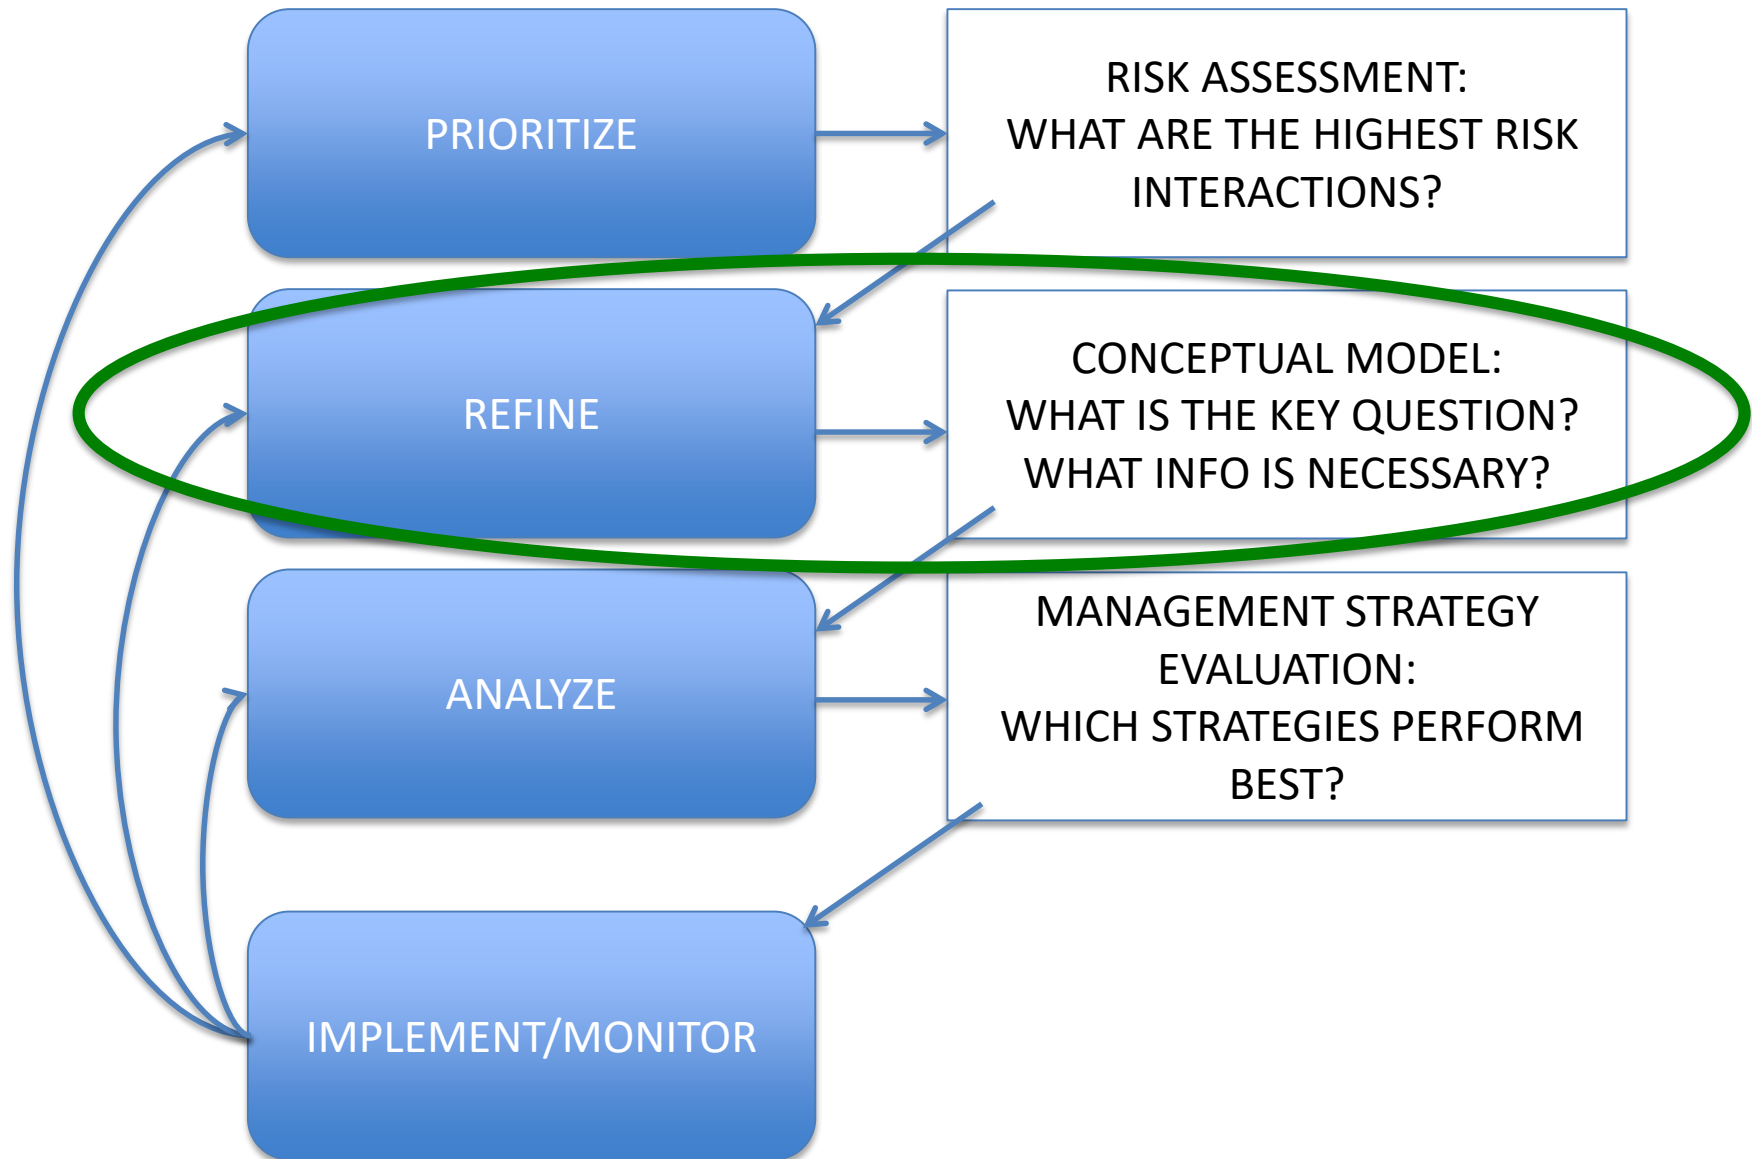 PRIORITIZE
RISK ASSESSMENT:
WHAT ARE THE HIGHEST RISK
INTERACTIONS?
REFINE
CONCEPTUAL MODEL:
WHAT IS THE KEY QUESTION?
WHAT INFO IS NECESSARY?
ANALYZE
MANAGEMENT STRATEGY
EVALUATION:
WHICH STRATEGIES PERFORM
BEST?
IMPLEMENT/MONITOR